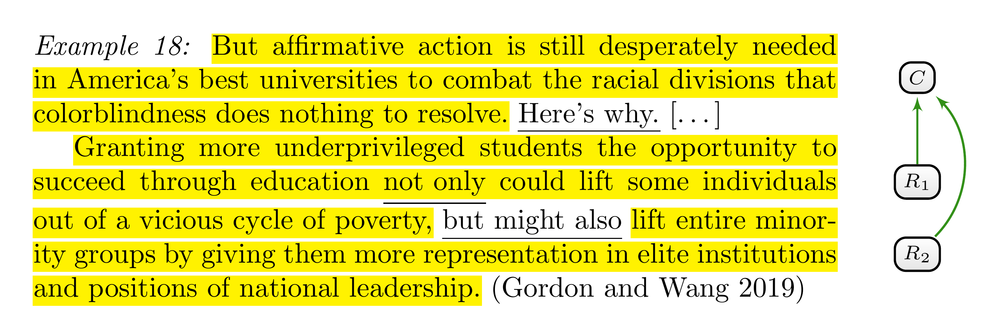 Example 18: But affirmative action is still desperately needed
in America's best universities to combat the racial divisions that
colorblindness does nothing to resolve. Here's why. [...]
Granting more underprivileged students the opportunity to
succeed through education not only could lift some individuals
out of a vicious cycle of poverty, but might also lift entire minor-
ity groups by giving them more representation in elite institutions
and positions of national leadership. (Gordon and Wang 2019)
C
R₁
R₂